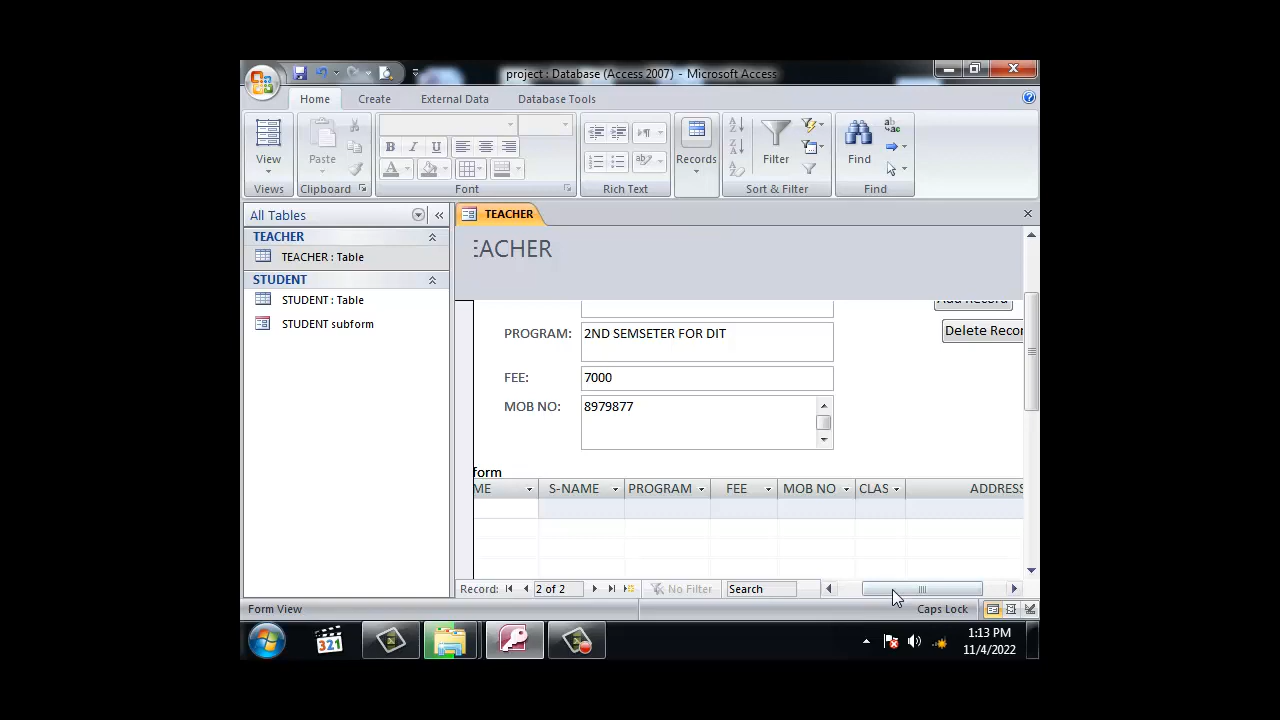 project : Database (Access 2007) - Microsoft Access
Home Create External Data Database Tools
View Paste Records Filter Find
Views Clipboard Font Rich Text Sort & Filter Find
All Tables
TEACHER
TEACHER
TEACHER : Table
STUDENT
STUDENT : Table
STUDENT subform
EACHER
Add Record
PROGRAM: 2ND SEMSETER FOR DIT
Delete Recor
FEE: 7000
MOB NO: 8979877
form
ME S-NAME PROGRAM FEE MOB NO CLAS ADDRESS
Record: 2 of 2 No Filter Search
Form View Caps Lock
321
1:13 PM
11/4/2022